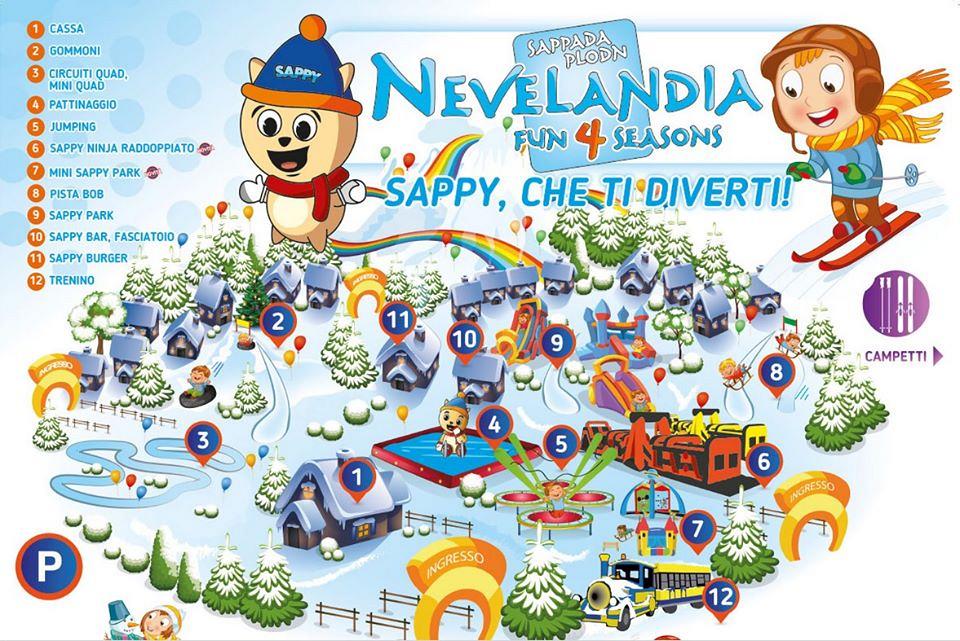 1 CASSA
2 GOMMONI
3 CIRCUITI QUAD,
MINI QUAD
4 PATTINAGGIO
5 JUMPING
6 SAPPY NINJA RADDOPPIATO
7 MINI SAPPY PARK
8 PISTA BOB
9 SAPPY PARK
10 SAPPY BAR, FASCIATOIO
11 SAPPY BURGER
12 TRENINO
SAPPY
SAPPADA
PLODN
NEVELANDIA
FUN 4 SEASONS
SAPPY, CHE TI DIVERTI!
CAMPETTI
INGRESSO
2
11
10
9
8
INGRESSO
3
4
5
6
1
INGRESSO
7
INGRESSO
P
12